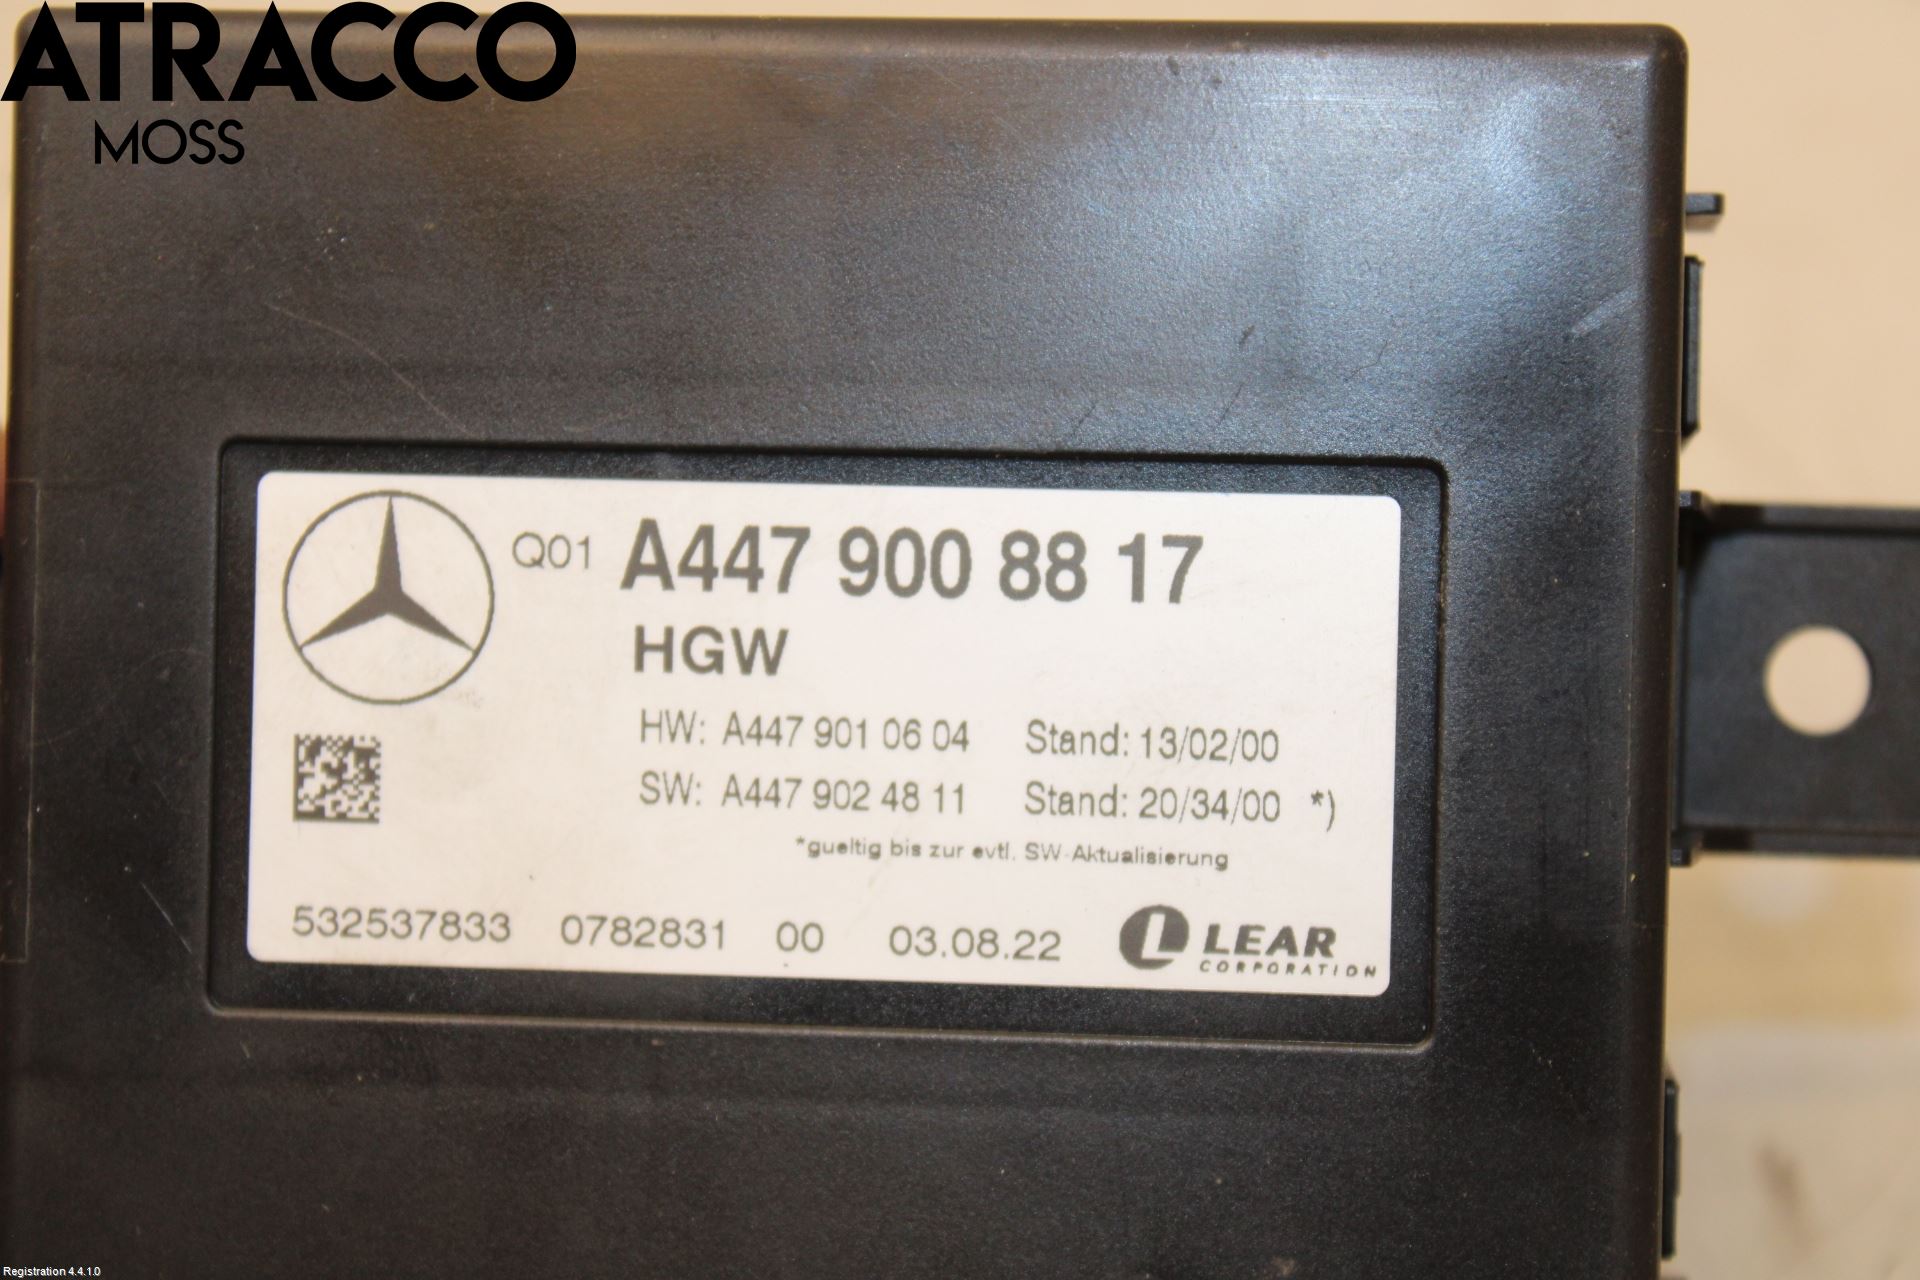 ATRACCO
MOSS
Q01 A447 900 88 17
HGW
HW: A447 901 06 04 Stand: 13/02/00
SW: A447 902 48 11 Stand: 20/34/00 *)
*gueltig bis zur evtl. SW-Aktualisierung
532537833 0782831 00 03.08.22 LEAR
CORPORATION
Registration 4.4.1.0